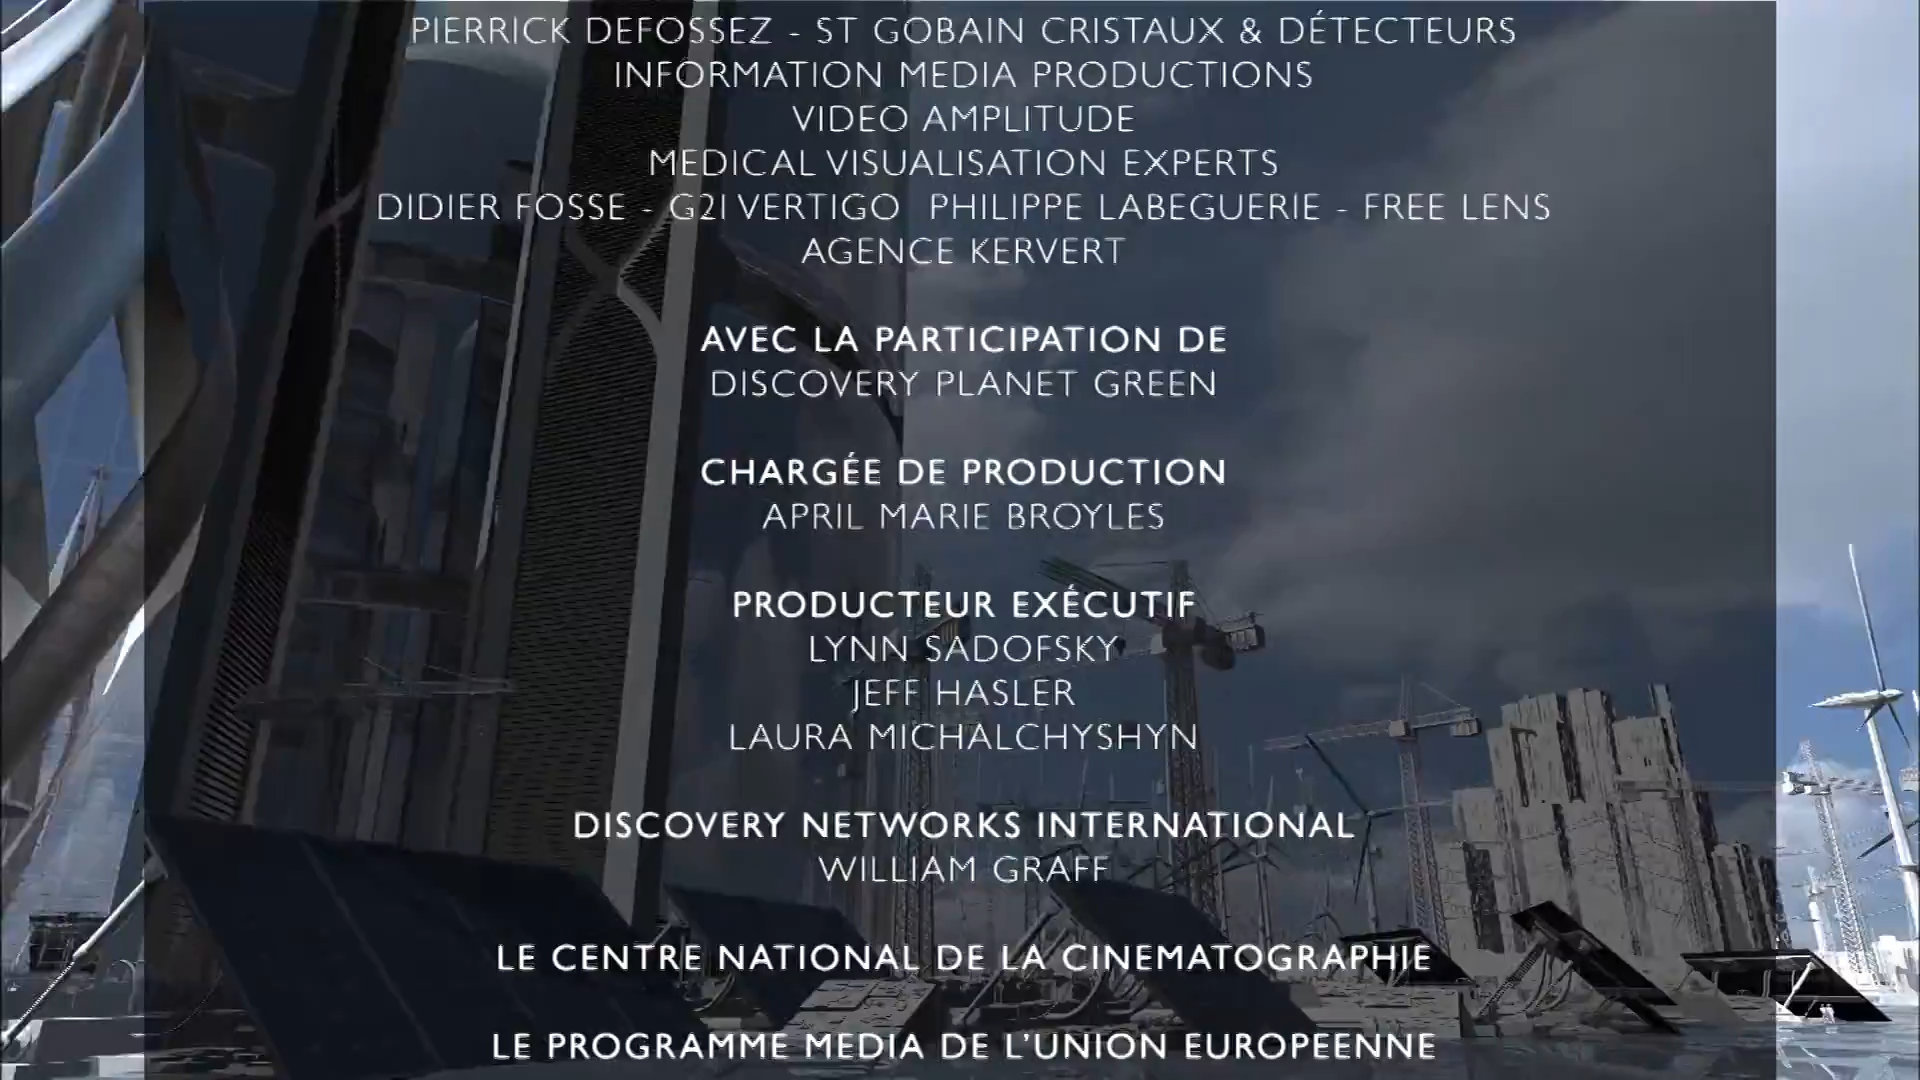 PIERRICK DEFOSSEZ - ST GOBAIN CRISTAUX & DÉTECTEURS
INFORMATION MEDIA PRODUCTIONS
VIDEO AMPLITUDE
MEDICAL VISUALISATION EXPERTS
DIDIER FOSSE - G2I VERTIGO PHILIPPE LABEGUERIE - FREE LENS
AGENCE KERVERT
AVEC LA PARTICIPATION DE
DISCOVERY PLANET GREEN
CHARGÉE DE PRODUCTION
APRIL MARIE BROYLES
PRODUCTEUR EXÉCUTIF
LYNN SADOFSKY
JEFF HASLER
LAURA MICHALCHYSHYN
DISCOVERY NETWORKS INTERNATIONAL
WILLIAM GRAFF
LE CENTRE NATIONAL DE LA CINEMATOGRAPHIE
LE PROGRAMME MEDIA DE L'UNION EUROPEENNE